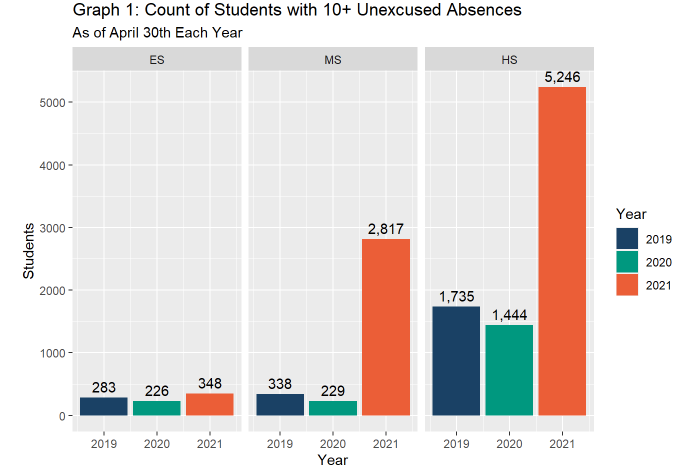 Graph 1: Count of Students with 10+ Unexcused Absences
As of April 30th Each Year
ES MS HS
5000
4000
3000
2000
1000
0
Students
283 226 348
338 229 2,817
1,735 1,444 5,246
2019 2020 2021 2019 2020 2021 2019 2020 2021
Year
Year
2019
2020
2021